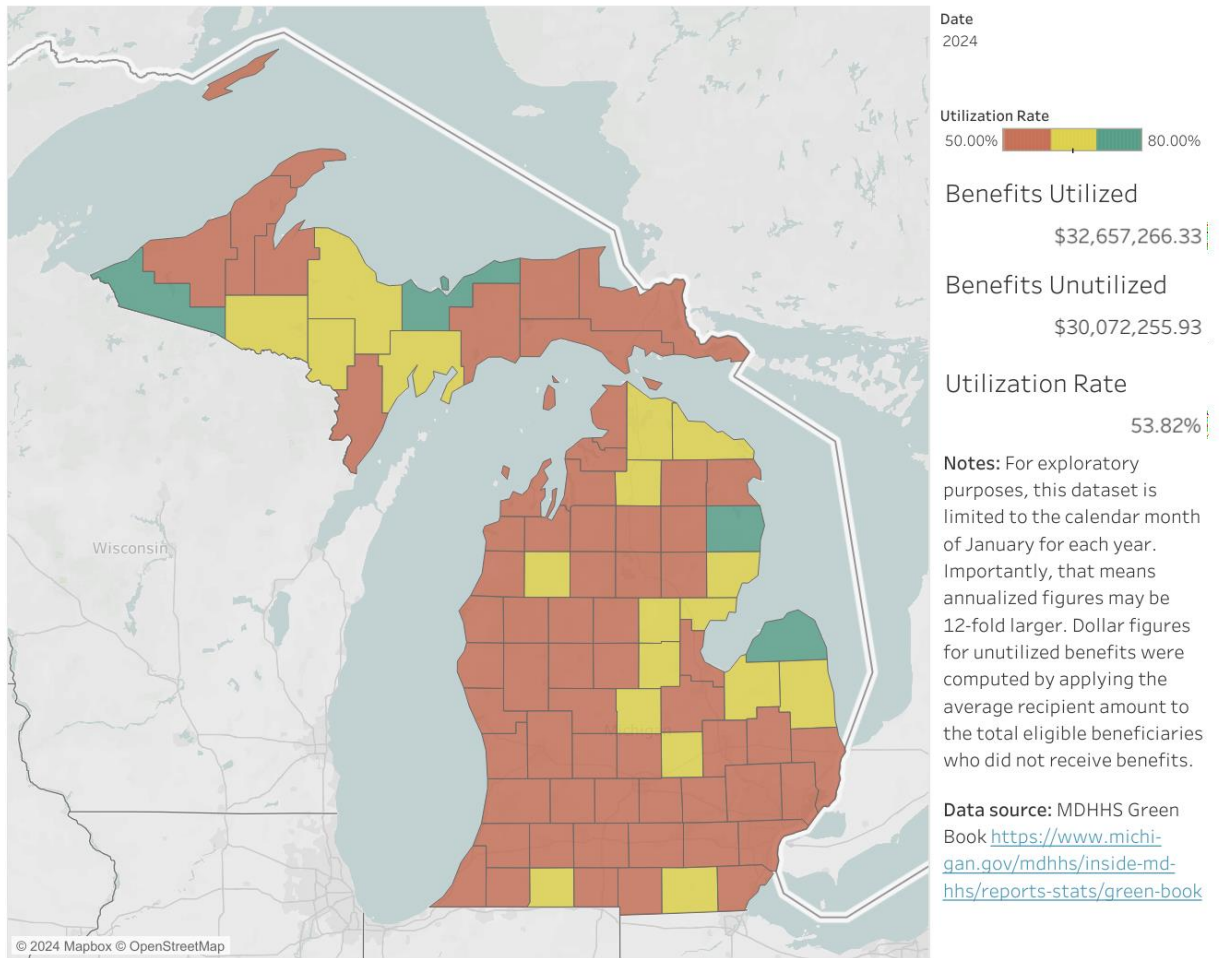 Date
2024
Utilization Rate
50.00% 80.00%
Benefits Utilized
$32,657,266.33
Benefits Unutilized
$30,072,255.93
Utilization Rate
53.82%
Notes: For exploratory
purposes, this dataset is
limited to the calendar month
of January for each year.
Importantly, that means
annualized figures may be
12-fold larger. Dollar figures
for unutilized benefits were
computed by applying the
average recipient amount to
the total eligible beneficiaries
who did not receive benefits.
Data source: MDHHS Green
Book https://www.michi-
gan.gov/mdhhs/inside-md-
hhs/reports-stats/green-book
Wisconsin
© 2024 Mapbox © OpenStreetMap